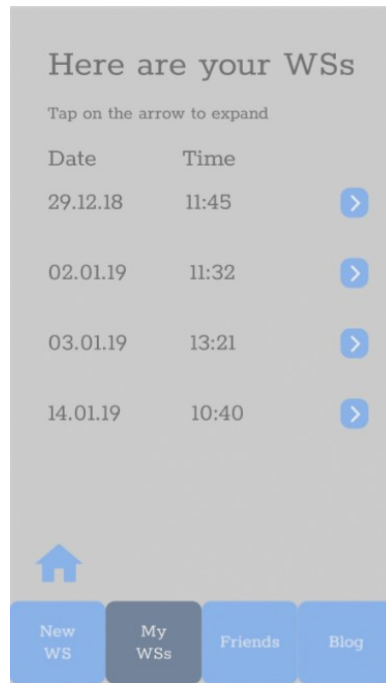 Here are your WSs
Tap on the arrow to expand
Date Time
29.12.18 11:45
02.01.19 11:32
03.01.19 13:21
14.01.19 10:40
New WS
My WSs
Friends
Blog